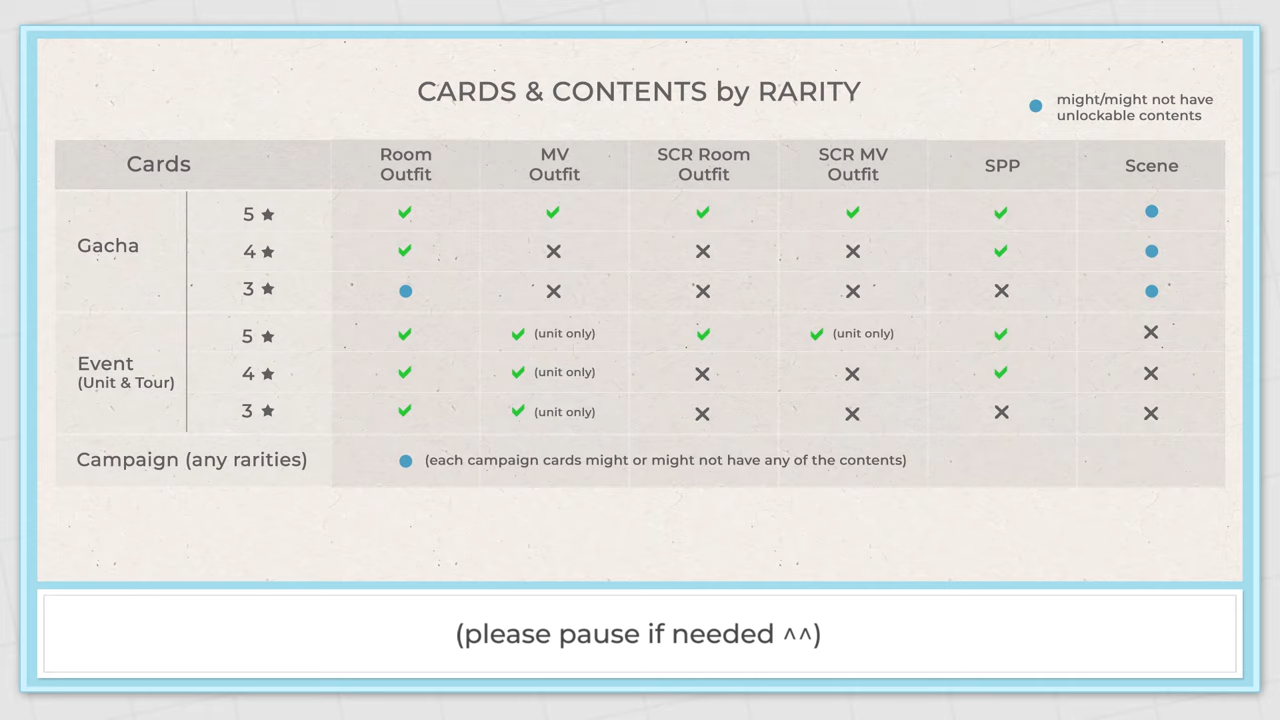 CARDS & CONTENTS by RARITY
might/might not have
unlockable contents
Cards
Room
Outfit
MV
Outfit
SCR Room
Outfit
SCR MV
Outfit
SPP
Scene
Gacha
5 ★
4 ★
3 ★
Event
(Unit & Tour)
5 ★
(unit only)
(unit only)
4 ★
(unit only)
3 ★
(unit only)
Campaign (any rarities)
(each campaign cards might or might not have any of the contents)
(please pause if needed ^^)